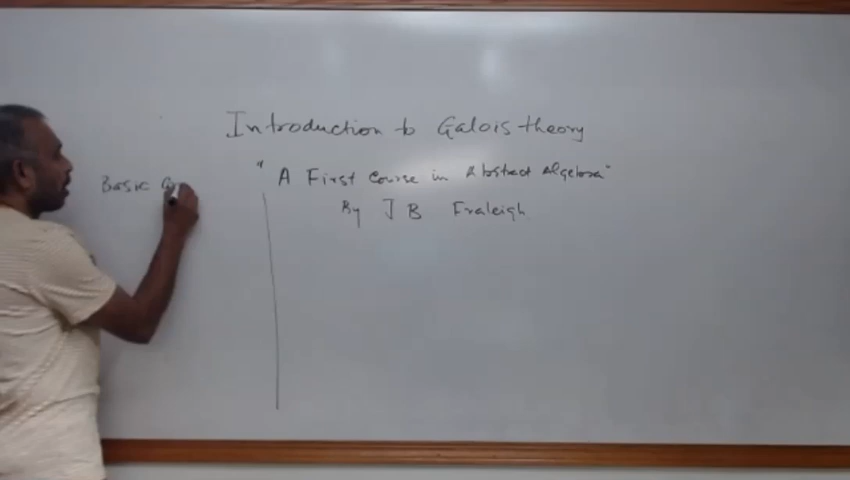 Introduction to Galois theory
" A First Course in Abstract Algebra"
By J B Fraleigh
Basic